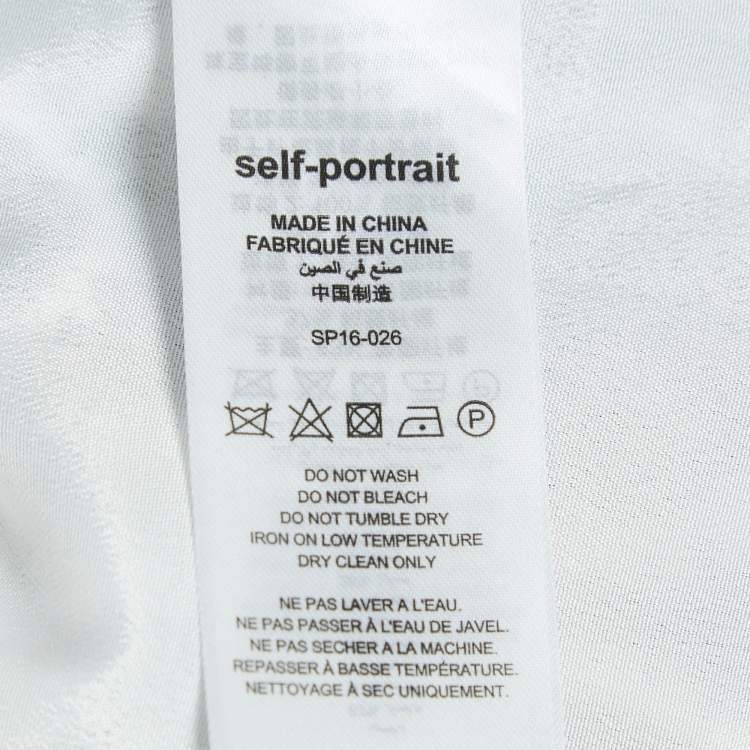 self-portrait
MADE IN CHINA
FABRIQUÉ EN CHINE
صنع في الصين
中国制造
SP16-026
P
DO NOT WASH
DO NOT BLEACH
DO NOT TUMBLE DRY
IRON ON LOW TEMPERATURE
DRY CLEAN ONLY
NE PAS LAVER A L'EAU.
NE PAS PASSER À L'EAU DE JAVEL.
NE PAS SECHER A LA MACHINE.
REPASSER À BASSE TEMPÉRATURE.
NETTOYAGE À SEC UNIQUEMENT.